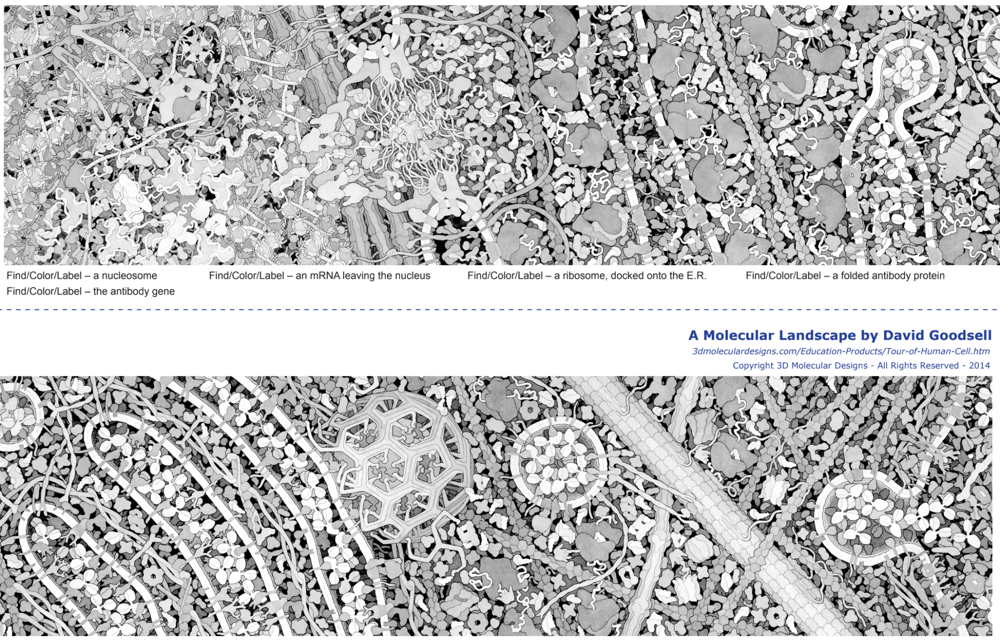 Find/Color/Label – a nucleosome
Find/Color/Label – an mRNA leaving the nucleus
Find/Color/Label – a ribosome, docked onto the E.R.
Find/Color/Label – a folded antibody protein
Find/Color/Label – the antibody gene
A Molecular Landscape by David Goodsell
3dmoleculardesigns.com/Education-Products/Tour-of-Human-Cell.htm
Copyright 3D Molecular Designs - All Rights Reserved - 2014